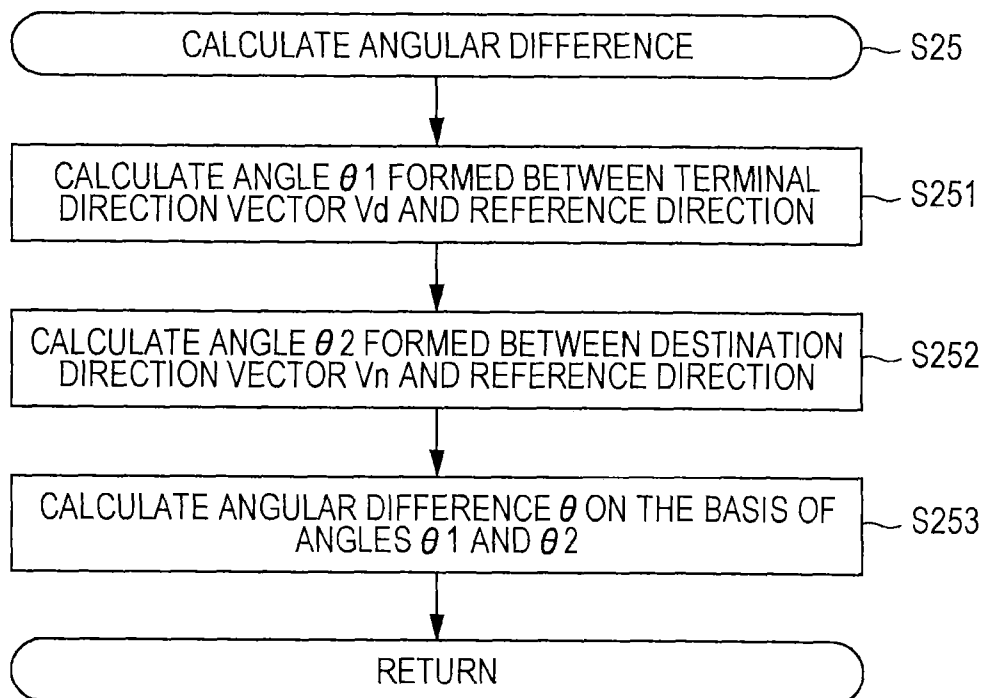 CALCULATE ANGULAR DIFFERENCE
S25
CALCULATE ANGLE θ1 FORMED BETWEEN TERMINAL
DIRECTION VECTOR Vd AND REFERENCE DIRECTION
S251
CALCULATE ANGLE θ2 FORMED BETWEEN DESTINATION
DIRECTION VECTOR Vn AND REFERENCE DIRECTION
S252
CALCULATE ANGULAR DIFFERENCE θ ON THE BASIS OF
ANGLES θ1 AND θ2
S253
RETURN